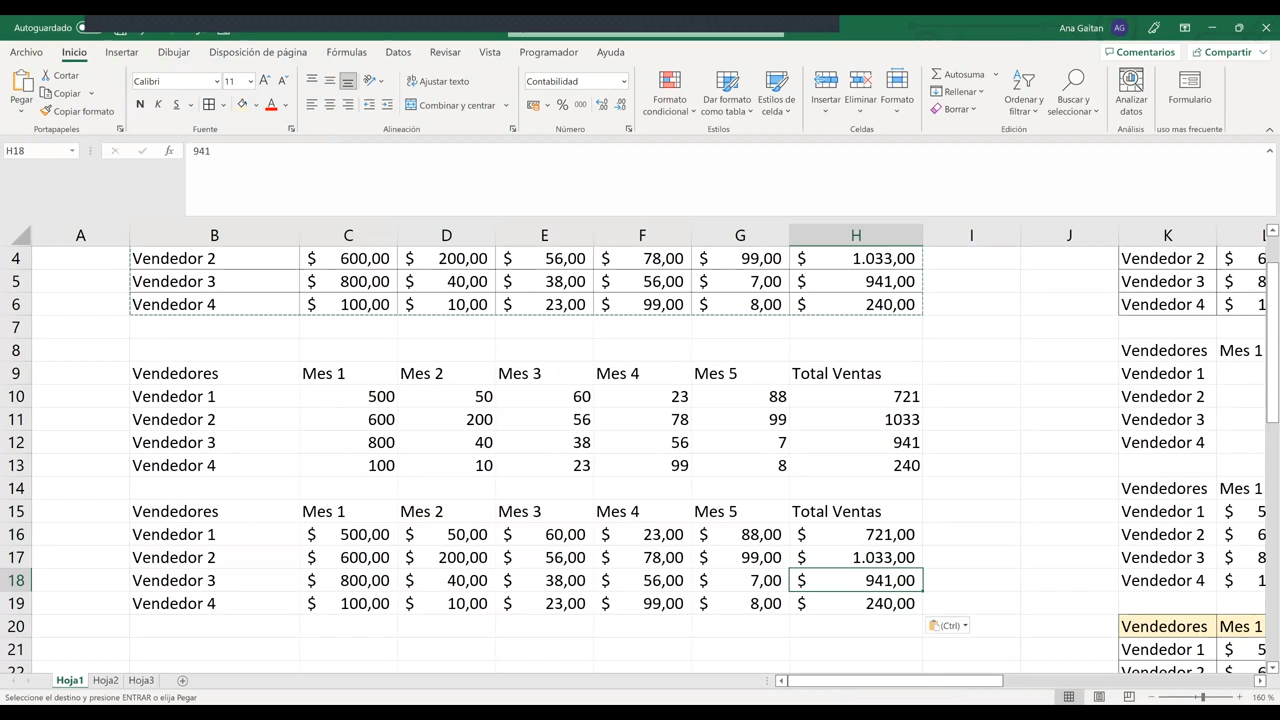 Autoguardado
Ana Gaitan AG
Archivo Inicio Insertar Dibujar Disposición de página Fórmulas Datos Revisar Vista Programador Ayuda Comentarios Compartir
Pegar
Cortar
Copiar
Copiar formato
Portapapeles
Calibri 11
N K S
Fuente
Ajustar texto
Combinar y centrar
Alineación
Contabilidad
% 000
Número
Formato condicional
Dar formato como tabla
Estilos de celda
Estilos
Insertar Eliminar Formato
Celdas
Autosuma
Rellenar
Borrar
Ordenar y filtrar
Buscar y seleccionar
Edición
Analizar datos
Análisis
Formulario
uso mas frecuente
H18 fx 941
A B C D E F G H I J K L
4 Vendedor 2 $ 600,00 $ 200,00 $ 56,00 $ 78,00 $ 99,00 $ 1.033,00 Vendedor 2 $ 6
5 Vendedor 3 $ 800,00 $ 40,00 $ 38,00 $ 56,00 $ 7,00 $ 941,00 Vendedor 3 $ 8
6 Vendedor 4 $ 100,00 $ 10,00 $ 23,00 $ 99,00 $ 8,00 $ 240,00 Vendedor 4 $ 1
7
8 Vendedores Mes 1
9 Vendedores Mes 1 Mes 2 Mes 3 Mes 4 Mes 5 Total Ventas Vendedor 1
10 Vendedor 1 500 50 60 23 88 721 Vendedor 2
11 Vendedor 2 600 200 56 78 99 1033 Vendedor 3
12 Vendedor 3 800 40 38 56 7 941 Vendedor 4
13 Vendedor 4 100 10 23 99 8 240
14 Vendedores Mes 1
15 Vendedores Mes 1 Mes 2 Mes 3 Mes 4 Mes 5 Total Ventas Vendedor 1 $ 5
16 Vendedor 1 $ 500,00 $ 50,00 $ 60,00 $ 23,00 $ 88,00 $ 721,00 Vendedor 2 $ 6
17 Vendedor 2 $ 600,00 $ 200,00 $ 56,00 $ 78,00 $ 99,00 $ 1.033,00 Vendedor 3 $ 8
18 Vendedor 3 $ 800,00 $ 40,00 $ 38,00 $ 56,00 $ 7,00 $ 941,00 Vendedor 4 $ 1
19 Vendedor 4 $ 100,00 $ 10,00 $ 23,00 $ 99,00 $ 8,00 $ 240,00
20 Vendedores Mes 1
(Ctrl)
21 Vendedor 1 $ 5
22 Vendedor 2 $ 6
Hoja1 Hoja2 Hoja3
Seleccione el destino y presione ENTRAR o elija Pegar 160 %